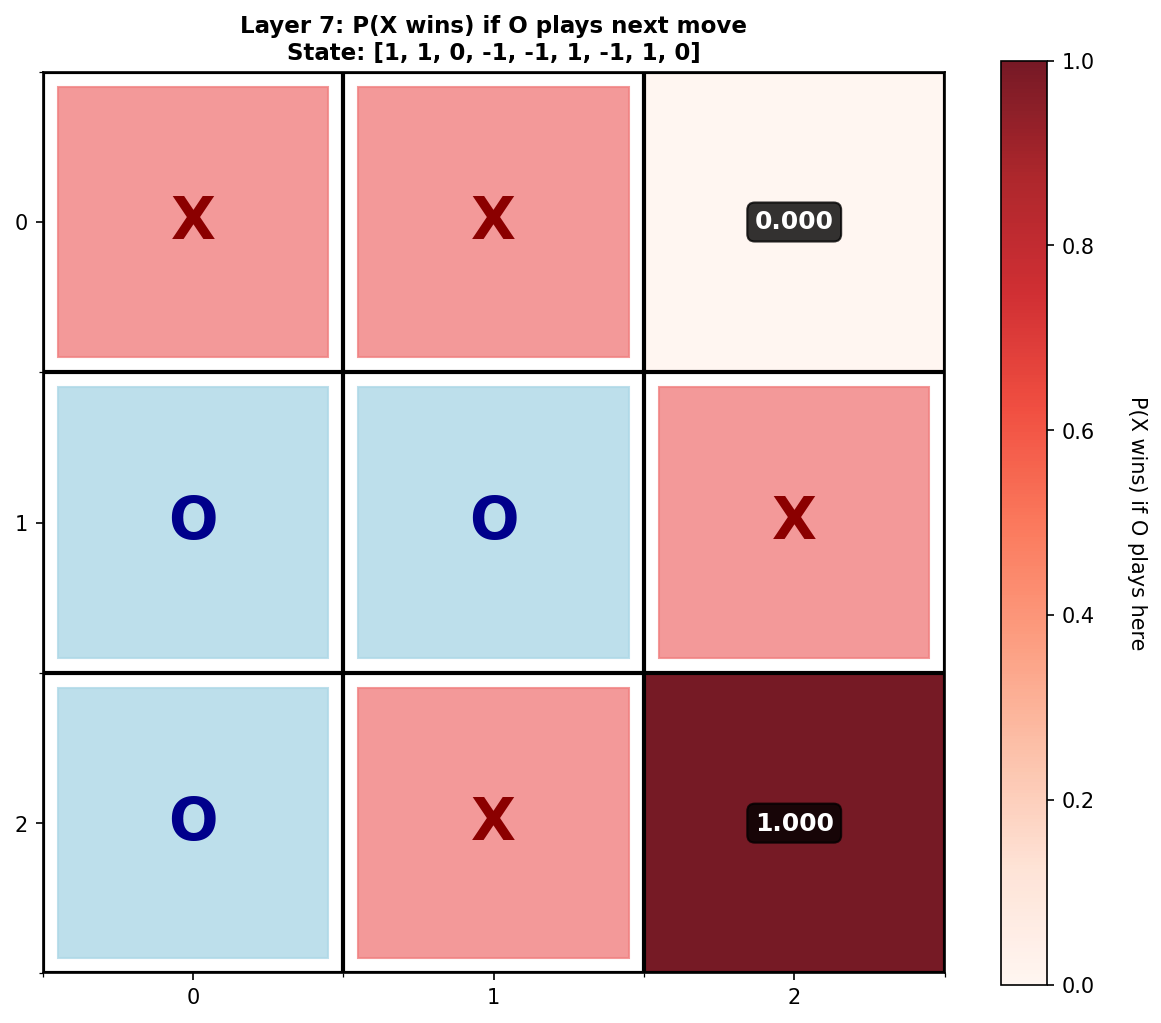 Layer 7: P(X wins) if O plays next move
State: [1, 1, 0, -1, -1, 1, -1, 1, 0]
0
X
X
0.000
1
O
O
X
2
O
X
1.000
0
1
2
1.0
0.8
0.6
0.4
0.2
0.0
P(X wins) if O plays here